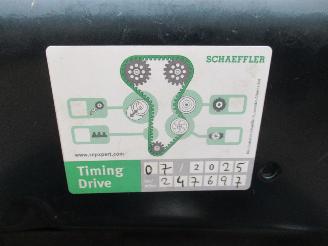 SCHAEFFLER
www.repxpert.com
Timing 07/2025
Drive 247697